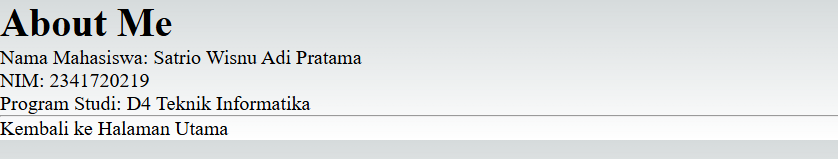 About Me
Nama Mahasiswa: Satrio Wisnu Adi Pratama
NIM: 2341720219
Program Studi: D4 Teknik Informatika
Kembali ke Halaman Utama